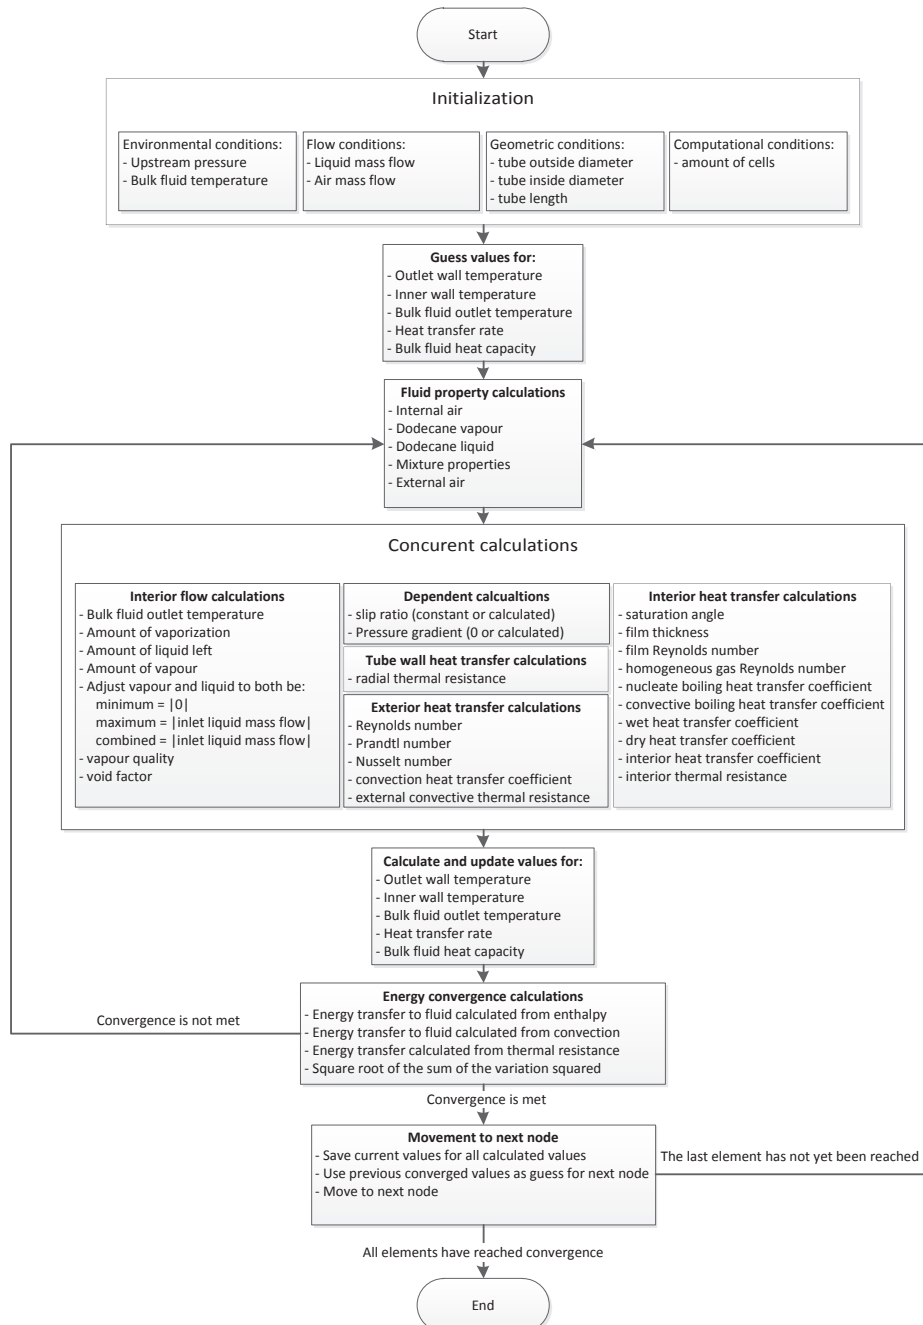 Start
Initialization
Environmental conditions:
- Upstream pressure
- Bulk fluid temperature
Flow conditions:
- Liquid mass flow
- Air mass flow
Geometric conditions:
- tube outside diameter
- tube inside diameter
- tube length
Computational conditions:
- amount of cells
Guess values for:
- Outlet wall temperature
- Inner wall temperature
- Bulk fluid outlet temperature
- Heat transfer rate
- Bulk fluid heat capacity
Fluid property calculations
- Internal air
- Dodecane vapour
- Dodecane liquid
- Mixture properties
- External air
Concurent calculations
Interior flow calculations
- Bulk fluid outlet temperature
- Amount of vaporization
- Amount of liquid left
- Amount of vapour
- Adjust vapour and liquid to both be:
minimum = |0|
maximum = |inlet liquid mass flow|
combined = |inlet liquid mass flow|
- vapour quality
- void factor
Dependent calcualtions
- slip ratio (constant or calculated)
- Pressure gradient (0 or calculated)
Tube wall heat transfer calculations
- radial thermal resistance
Exterior heat transfer calculations
- Reynolds number
- Prandtl number
- Nusselt number
- convection heat transfer coefficient
- external convective thermal resistance
Interior heat transfer calculations
- saturation angle
- film thickness
- film Reynolds number
- homogeneous gas Reynolds number
- nucleate boiling heat transfer coefficient
- convective boiling heat transfer coefficient
- wet heat transfer coefficient
- dry heat transfer coefficient
- interior heat transfer coefficient
- interior thermal resistance
Calculate and update values for:
- Outlet wall temperature
- Inner wall temperature
- Bulk fluid outlet temperature
- Heat transfer rate
- Bulk fluid heat capacity
Energy convergence calculations
- Energy transfer to fluid calculated from enthalpy
- Energy transfer to fluid calculated from convection
- Energy transfer calculated from thermal resistance
- Square root of the sum of the variation squared
Convergence is not met
Convergence is met
Movement to next node
- Save current values for all calculated values
- Use previous converged values as guess for next node
- Move to next node
The last element has not yet been reached
All elements have reached convergence
End